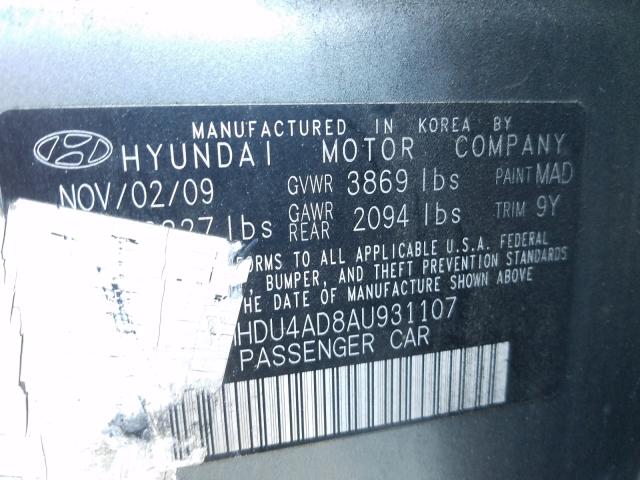 MANUFACTURED IN KOREA BY
HYUNDAI MOTOR COMPANY
NOV/02/09 GVWR 3869 lbs PAINT MAD
lbs GAWR REAR 2094 lbs TRIM 9Y
TO ALL APPLICABLE U.S.A. FEDERAL
BUMPER, AND THEFT PREVENTION STANDARDS
THE DATE OF MANUFACTURE SHOWN ABOVE
HDU4AD8AU931107
PASSENGER CAR